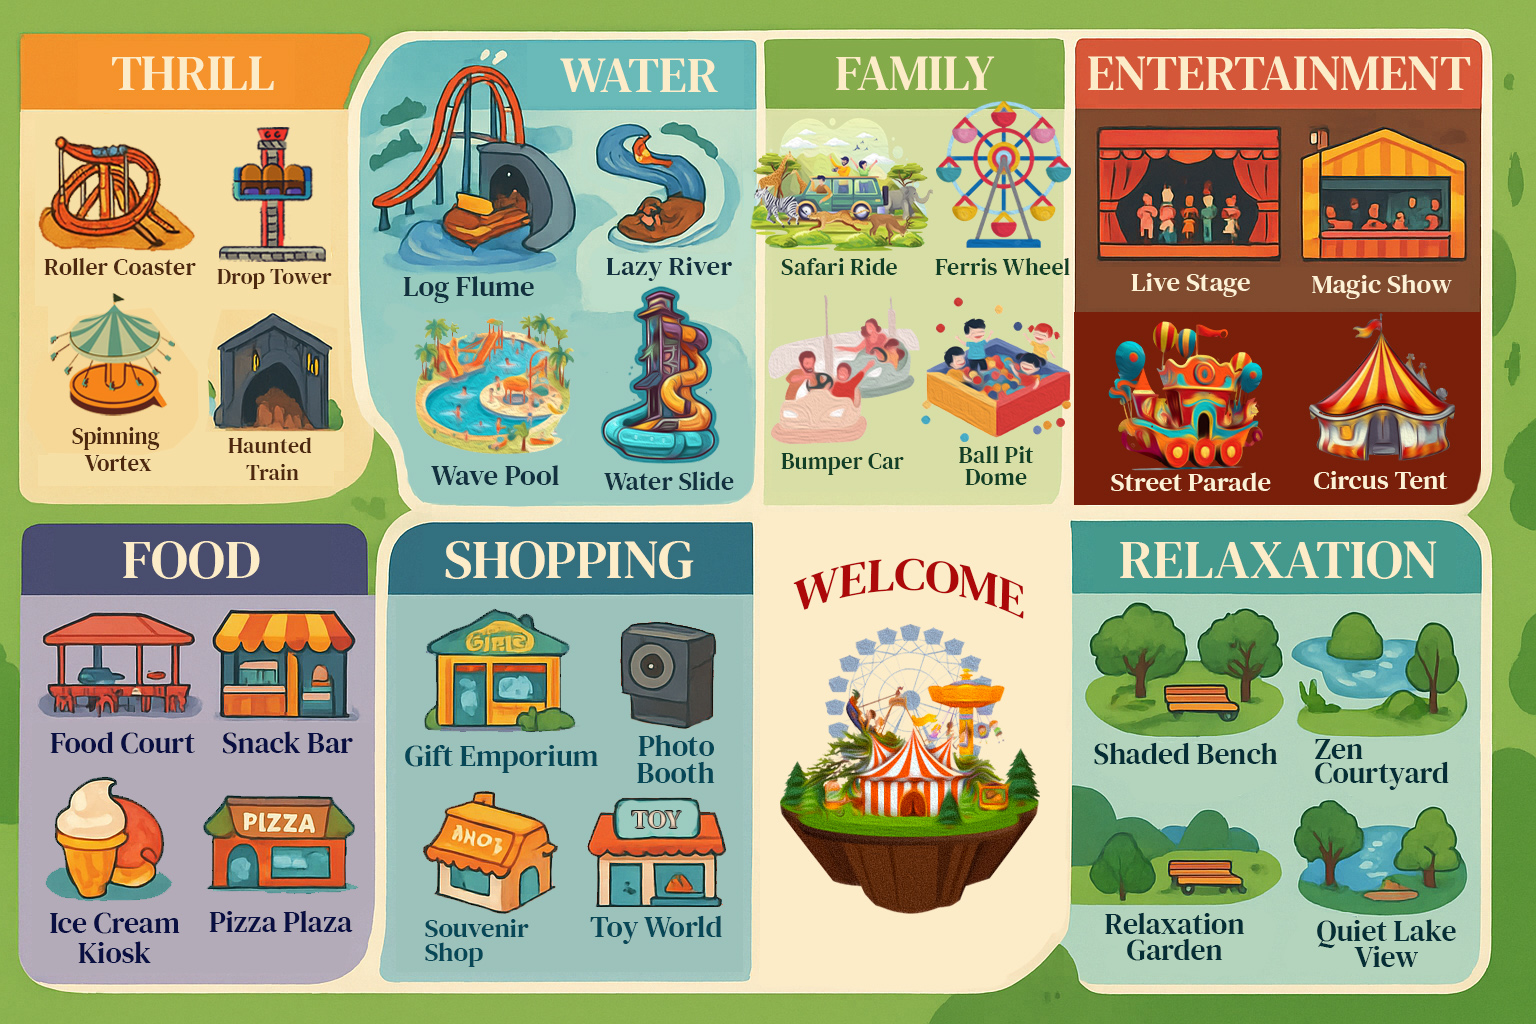 THRILL
Roller Coaster
Drop Tower
Spinning
Vortex
Haunted
Train
WATER
Log Flume
Lazy River
Wave Pool
Water Slide
FAMILY
Safari Ride
Ferris Wheel
Bumper Car
Ball Pit
Dome
ENTERTAINMENT
Live Stage
Magic Show
Street Parade
Circus Tent
FOOD
Food Court
Snack Bar
Ice Cream
Kiosk
PIZZA
Pizza Plaza
SHOPPING
Gift Emporium
Photo
Booth
Souvenir
Shop
TOY
Toy World
WELCOME
RELAXATION
Shaded Bench
Zen
Courtyard
Relaxation
Garden
Quiet Lake
View